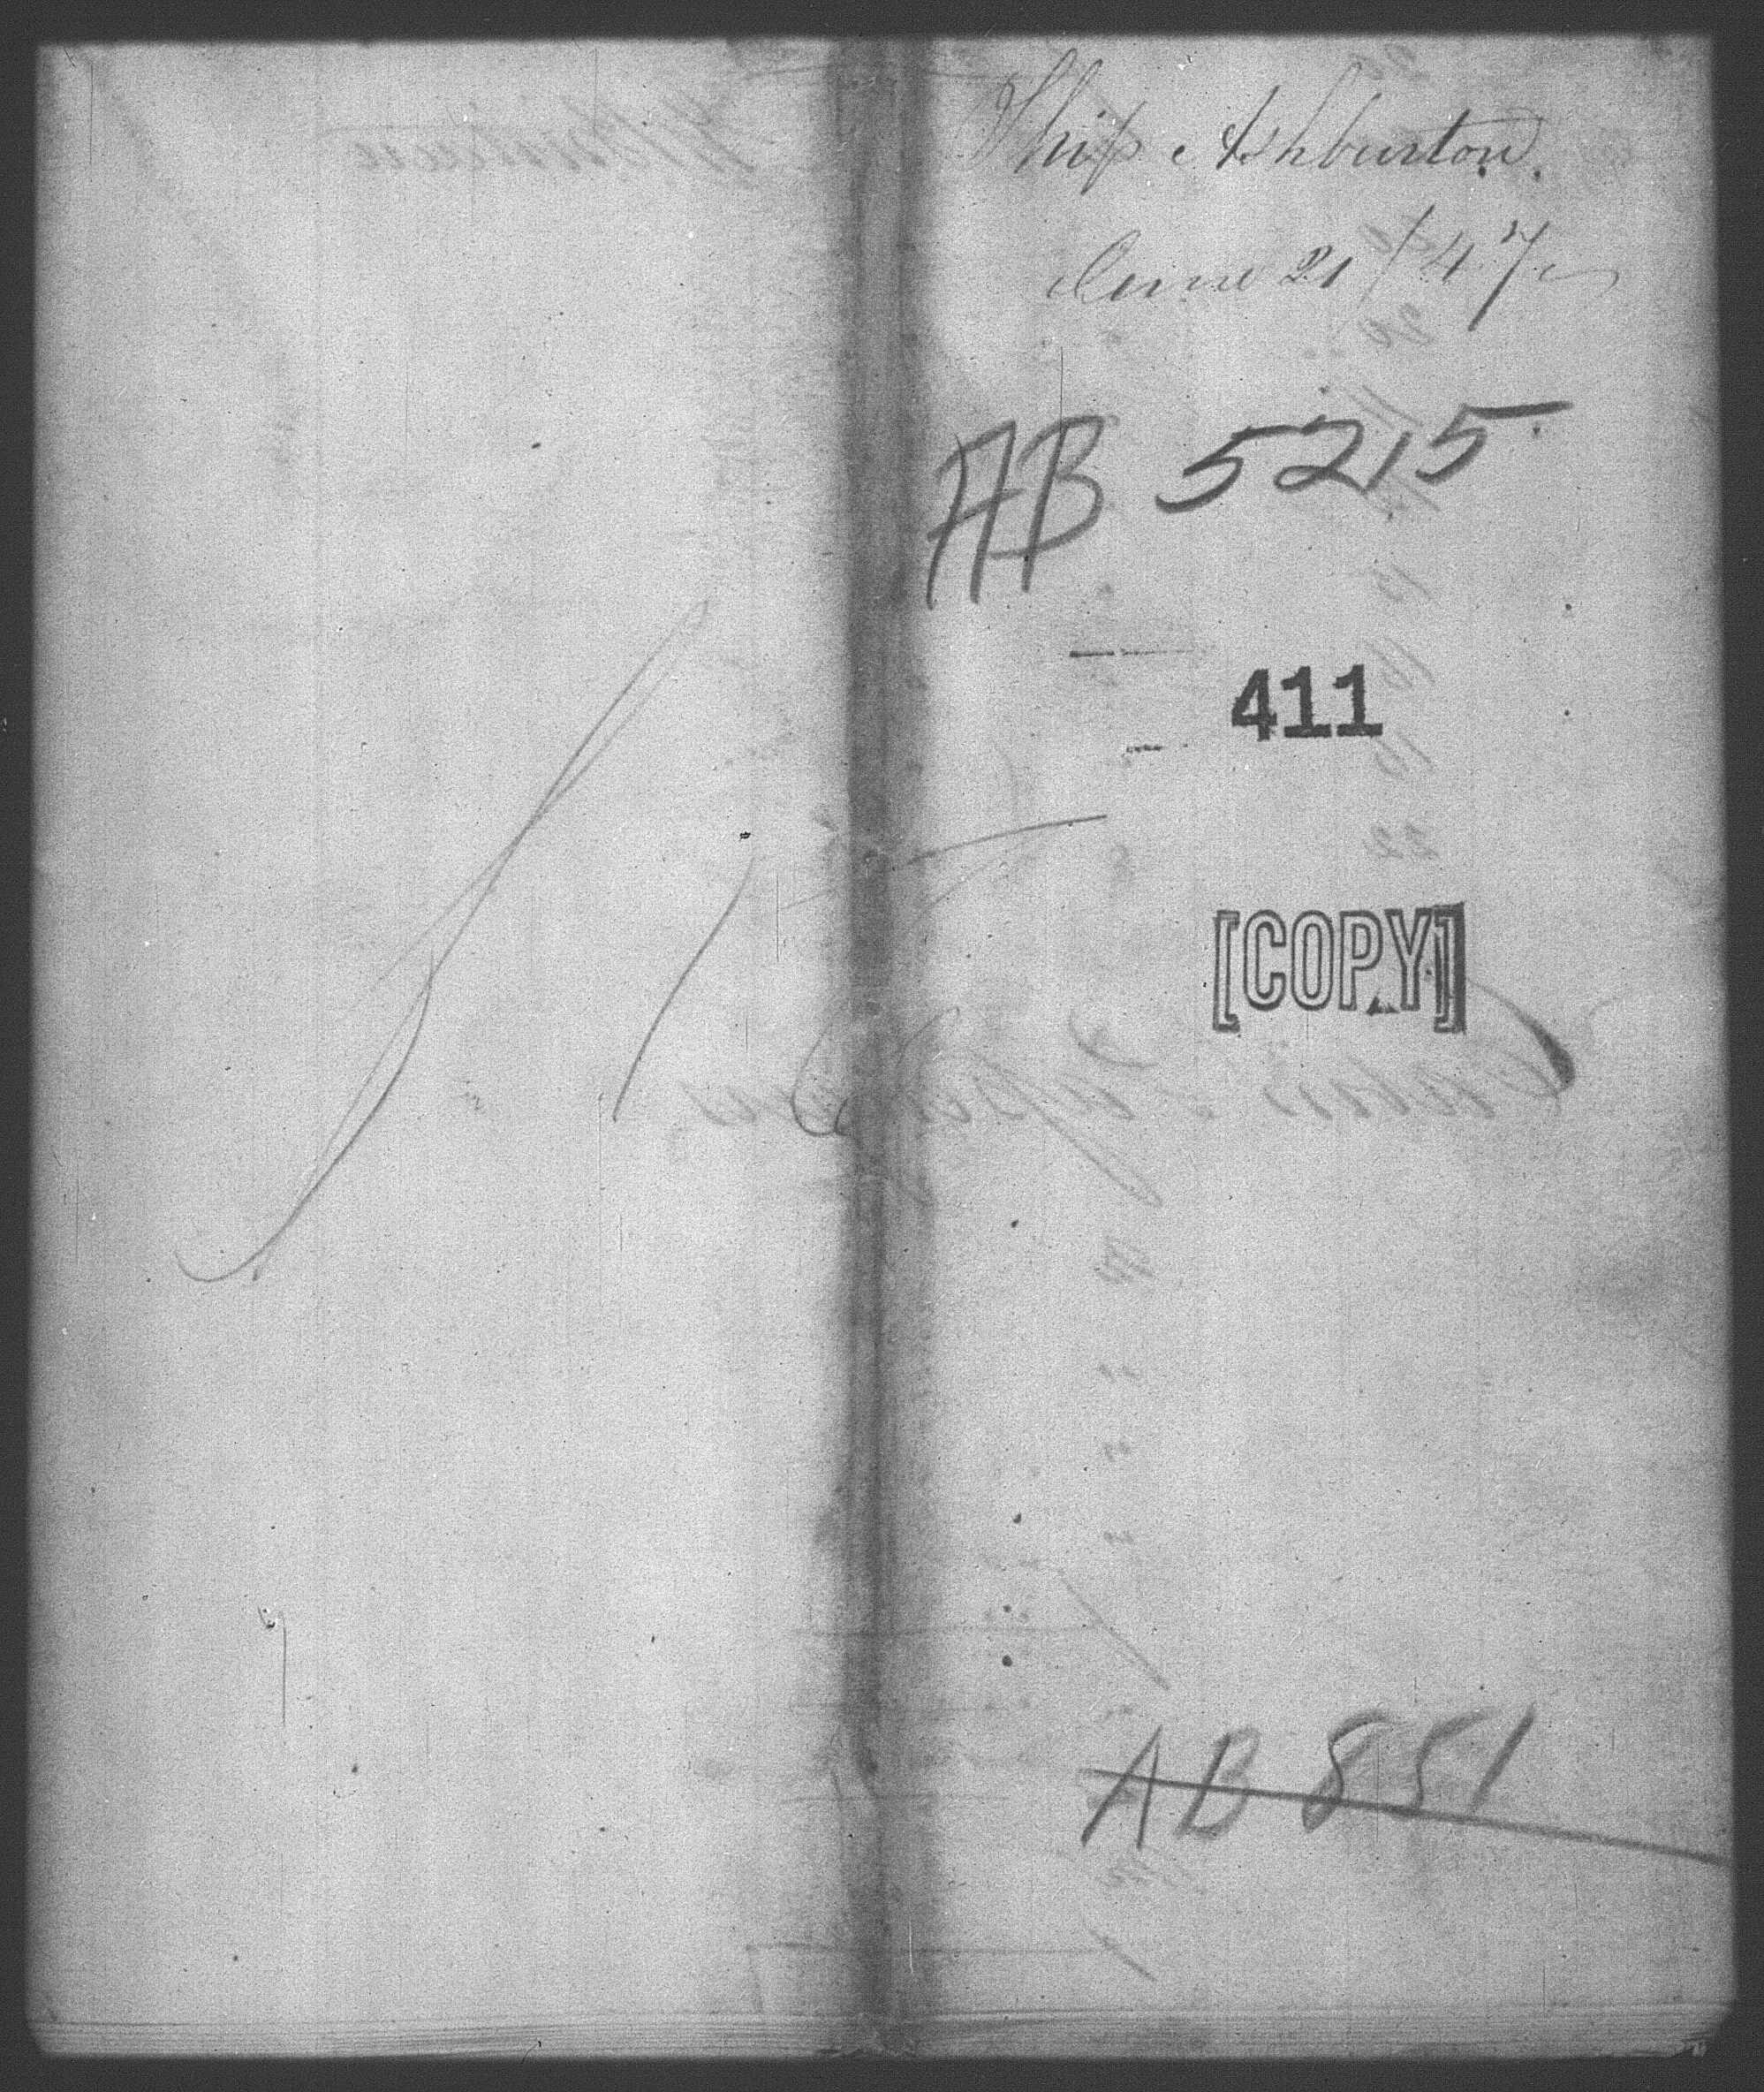 Ship Ashburton.
June 21/47
AB 5215
411
[COPY]
AB 851